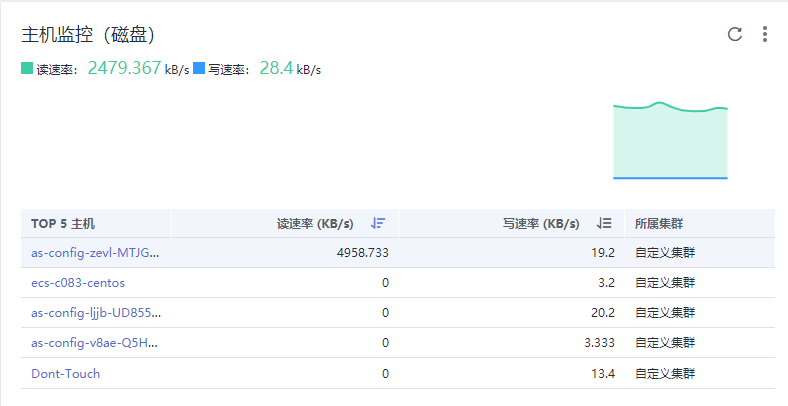 主机监控（磁盘）
读速率： 2479.367 kB/s 写速率： 28.4 kB/s
TOP 5 主机 读速率 (KB/s) 写速率 (KB/s) 所属集群
as-config-zevl-MTJG... 4958.733 19.2 自定义集群
ecs-c083-centos 0 3.2 自定义集群
as-config-ljjb-UD855... 0 20.2 自定义集群
as-config-v8ae-Q5H... 0 3.333 自定义集群
Dont-Touch 0 13.4 自定义集群